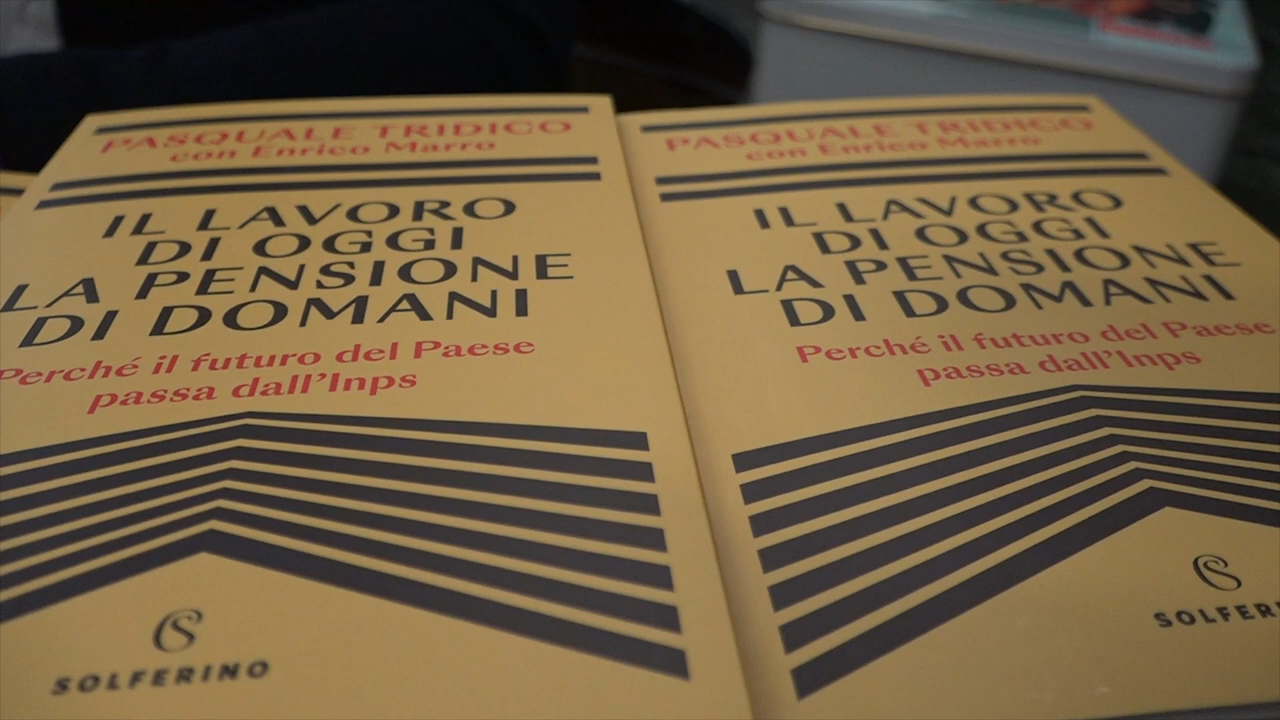 PASQUALE TRIDICO
con Enrico Marro
IL LAVORO
DI OGGI
LA PENSIONE
DI DOMANI
Perché il futuro del Paese
passa dall'Inps
SOLFERINO
PASQUALE TRIDICO
con Enrico Marro
IL LAVORO
DI OGGI
LA PENSIONE
DI DOMANI
Perché il futuro del Paese
passa dall'Inps
SOLFERI